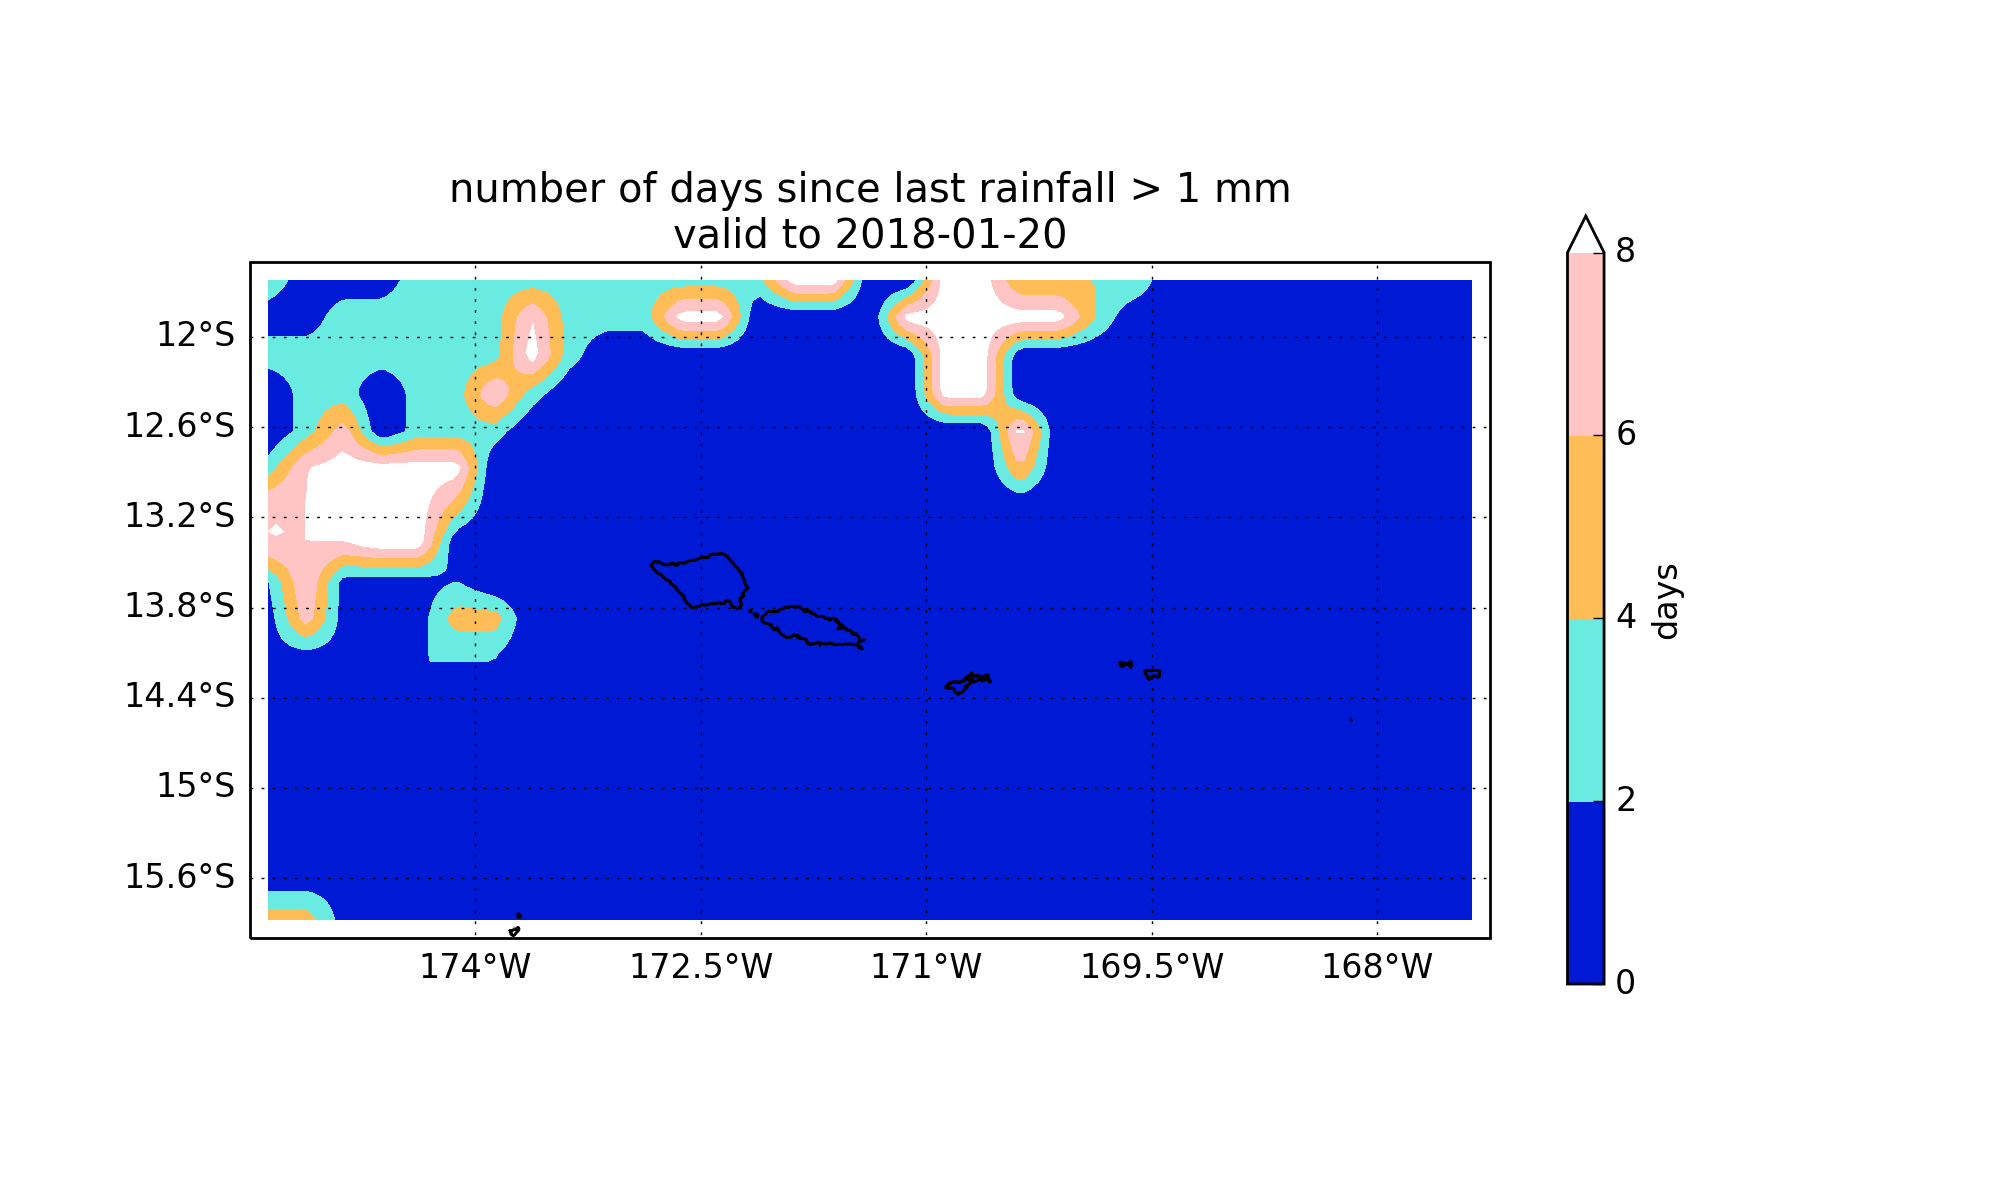 number of days since last rainfall > 1 mm
valid to 2018-01-20
12°S
12.6°S
13.2°S
13.8°S
14.4°S
15°S
15.6°S
174°W 172.5°W 171°W 169.5°W 168°W
8
6
4
2
0
days